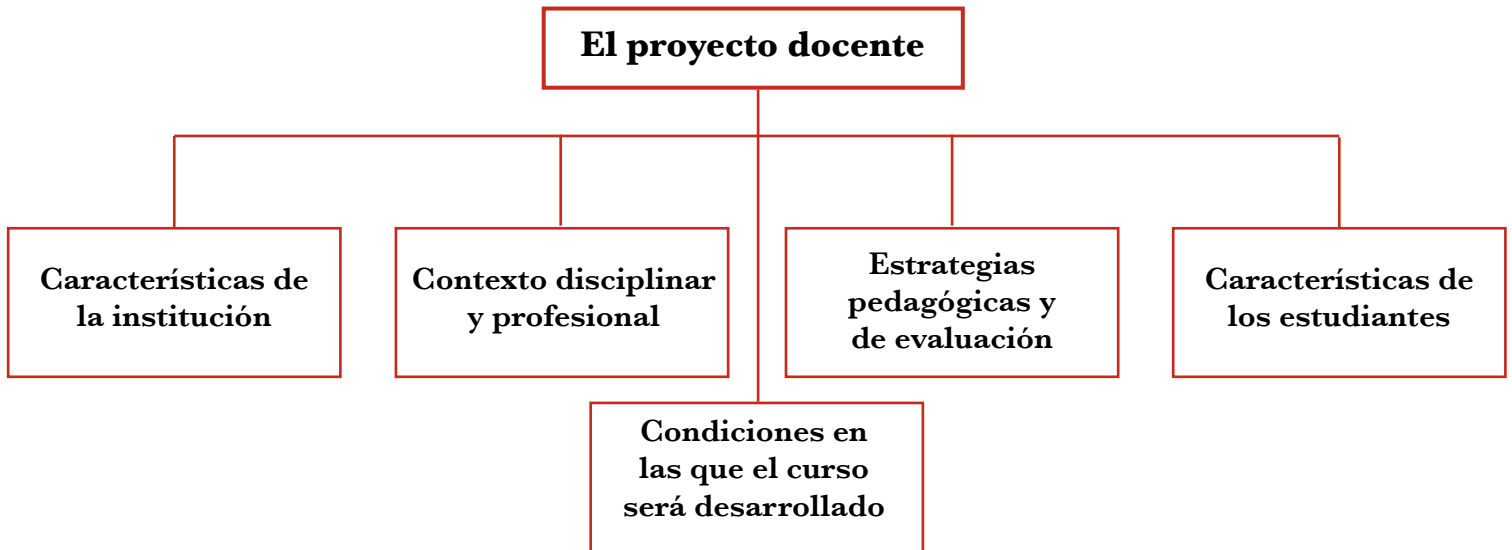 El proyecto docente
Características de
la institución
Contexto disciplinar
y profesional
Estrategias
pedagógicas y
de evaluación
Características de
los estudiantes
Condiciones en
las que el curso
será desarrollado